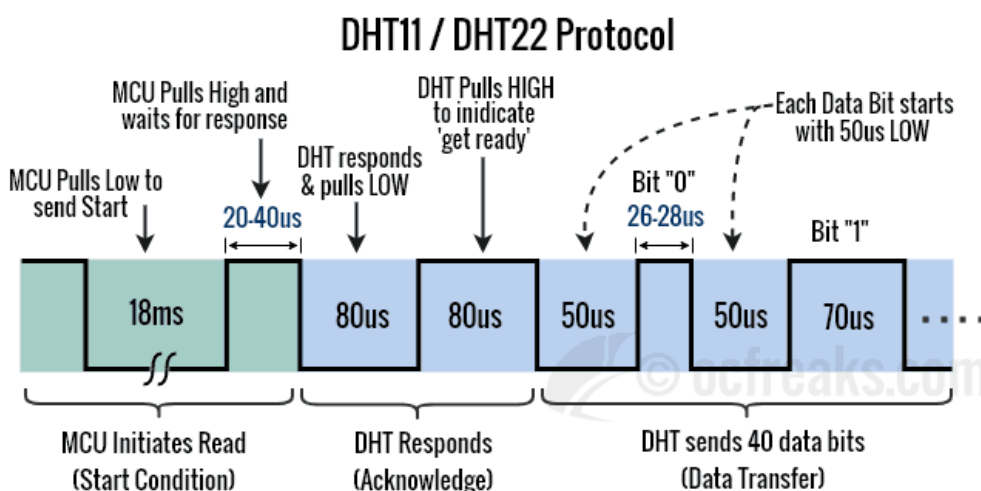 DHT11 / DHT22 Protocol
MCU Pulls Low to
send Start
MCU Pulls High and
waits for response
20-40us
DHT responds
& pulls LOW
DHT Pulls HIGH
to inidicate
'get ready'
Bit "0"
26-28us
Each Data Bit starts
with 50us LOW
Bit "1"
18ms
80us
80us
50us
50us
70us
© ocfreaks.com
MCU Initiates Read
(Start Condition)
DHT Responds
(Acknowledge)
DHT sends 40 data bits
(Data Transfer)